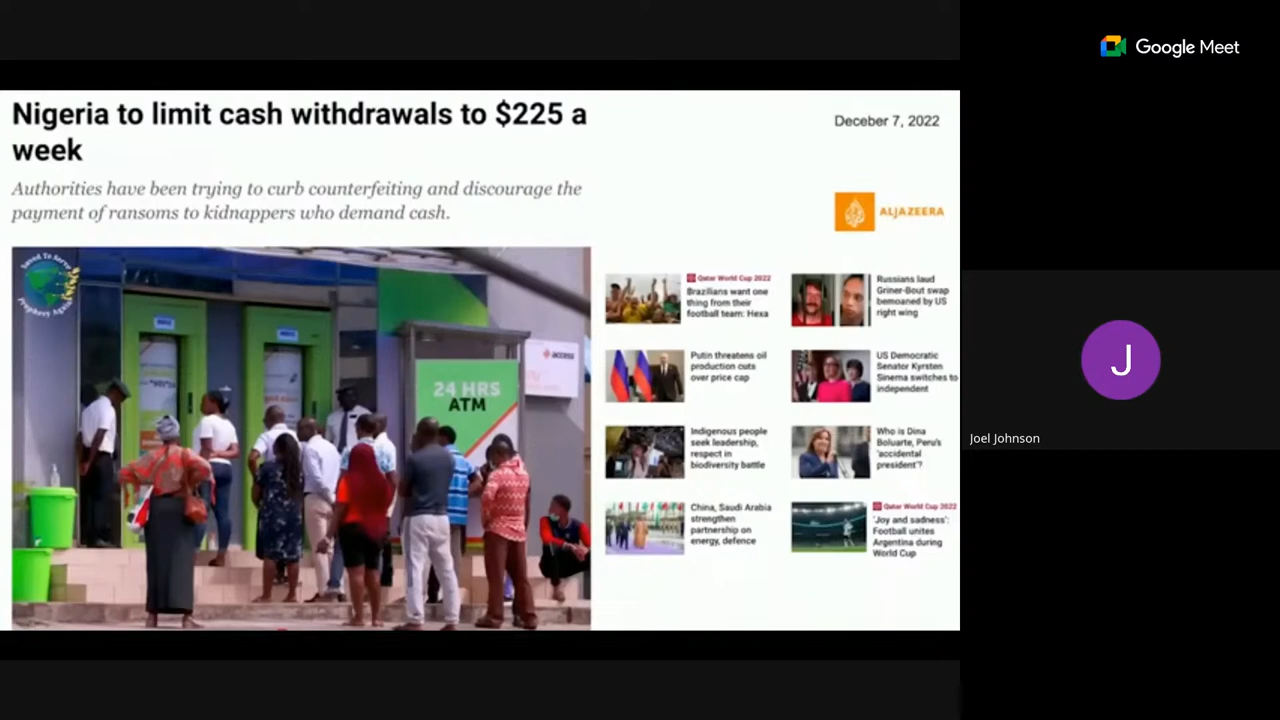 Google Meet
Nigeria to limit cash withdrawals to $225 a
week
Deceber 7, 2022
Authorities have been trying to curb counterfeiting and discourage the
payment of ransoms to kidnappers who demand cash.
ALJAZEERA
24 HRS
ATM
access
Qatar World Cup 2022
Brazilians want one
thing from their
football team: Hexa
Russians laud
Griner-Bout swap
bemoaned by US
right wing
Putin threatens oil
production cuts
over price cap
US Democratic
Senator Kyrsten
Sinema switches to
independent
Indigenous people
seek leadership,
respect in
biodiversity battle
Who is Dina
Boluarte, Peru's
'accidental
president'?
China, Saudi Arabia
strengthen
partnership on
energy, defence
Qatar World Cup 2022
'Joy and sadness':
Football unites
Argentina during
World Cup
J
Joel Johnson